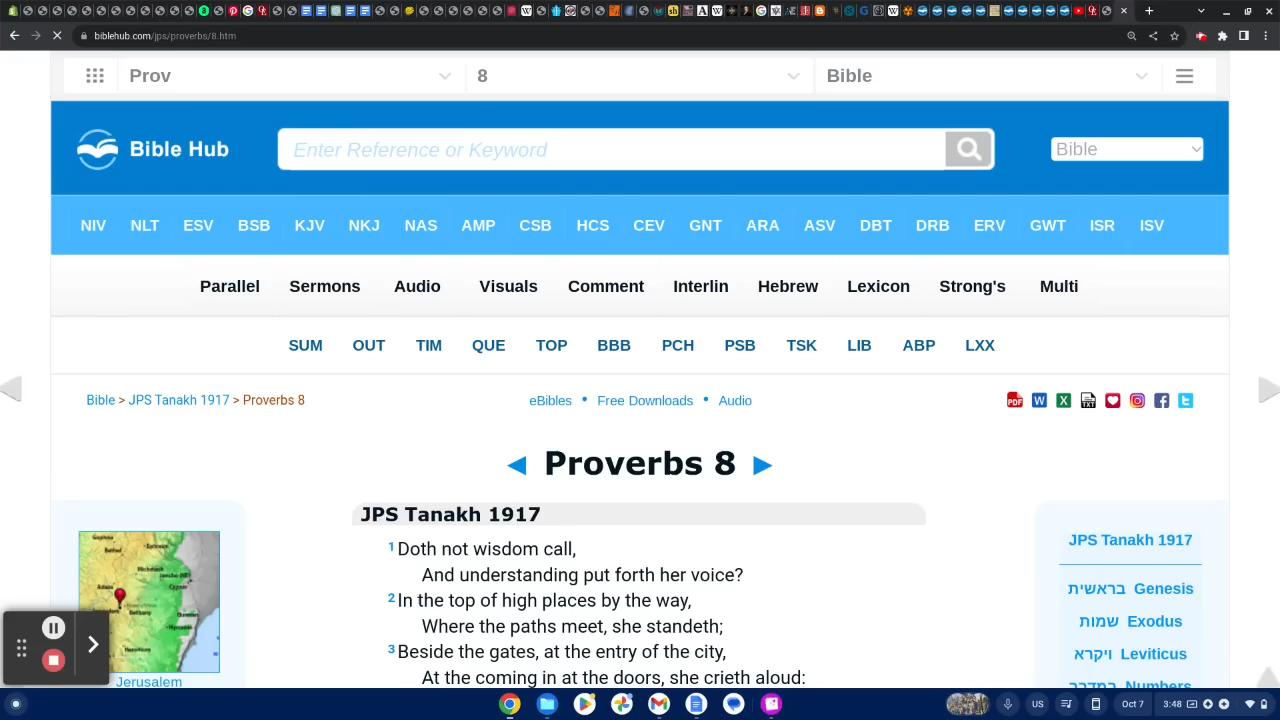 biblehub.com/jps/proverbs/8.htm
Prov 8 Bible
Bible Hub Enter Reference or Keyword Bible
NIV NLT ESV BSB KJV NKJ NAS AMP CSB HCS CEV GNT ARA ASV DBT DRB ERV GWT ISR ISV
Parallel Sermons Audio Visuals Comment Interlin Hebrew Lexicon Strong's Multi
SUM OUT TIM QUE TOP BBB PCH PSB TSK LIB ABP LXX
Bible > JPS Tanakh 1917 > Proverbs 8 eBibles • Free Downloads • Audio
◄ Proverbs 8 ►
JPS Tanakh 1917
1 Doth not wisdom call,
And understanding put forth her voice?
2 In the top of high places by the way,
Where the paths meet, she standeth;
3 Beside the gates, at the entry of the city,
At the coming in at the doors, she crieth aloud:
Jerusalem
JPS Tanakh 1917
בראשית Genesis
שמות Exodus
ויקרא Leviticus
במדבר Numbers
US Oct 7 3:48